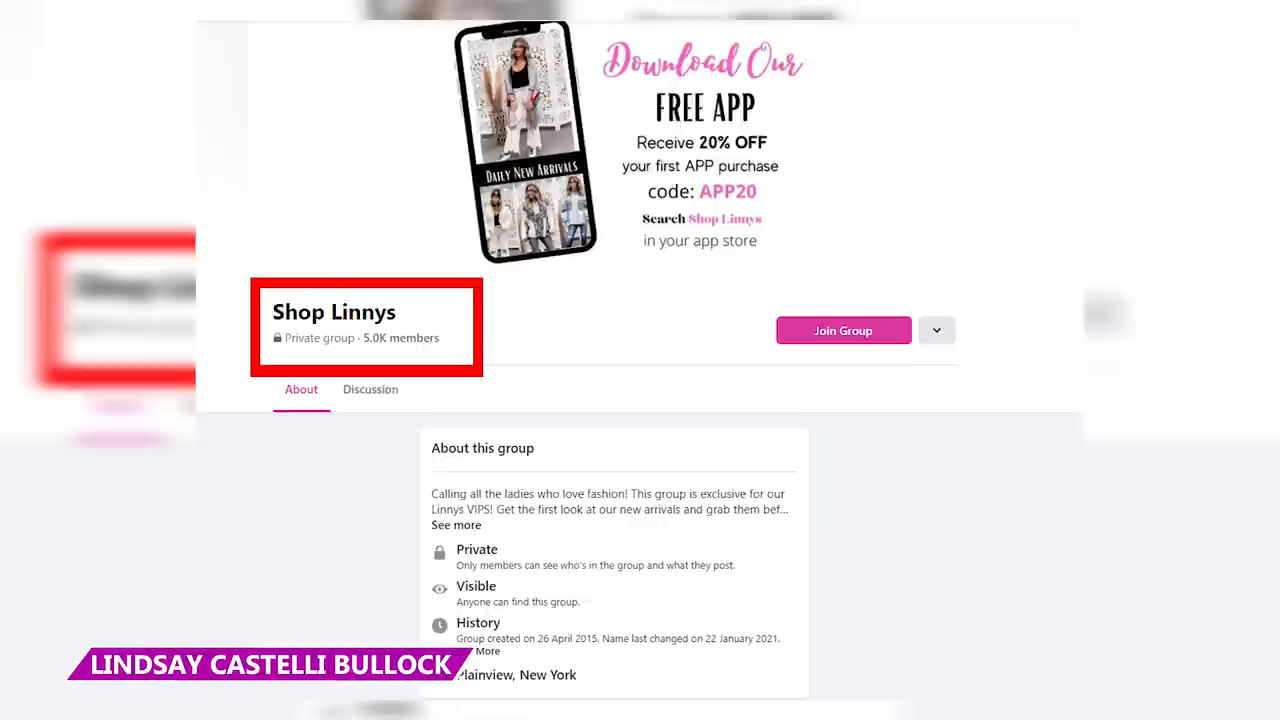 Download Our
FREE APP
Receive 20% OFF
your first APP purchase
code: APP20
Search Shop Linnys
in your app store
DAILY NEW ARRIVALS
Shop Linnys
Private group · 5.0K members
Join Group
About
Discussion
About this group
Calling all the ladies who love fashion! This group is exclusive for our
Linnys VIPS! Get the first look at our new arrivals and grab them bef...
See more
Private
Only members can see who's in the group and what they post.
Visible
Anyone can find this group.
History
Group created on 26 April 2015. Name last changed on 22 January 2021.
More
Plainview, New York
LINDSAY CASTELLI BULLOCK